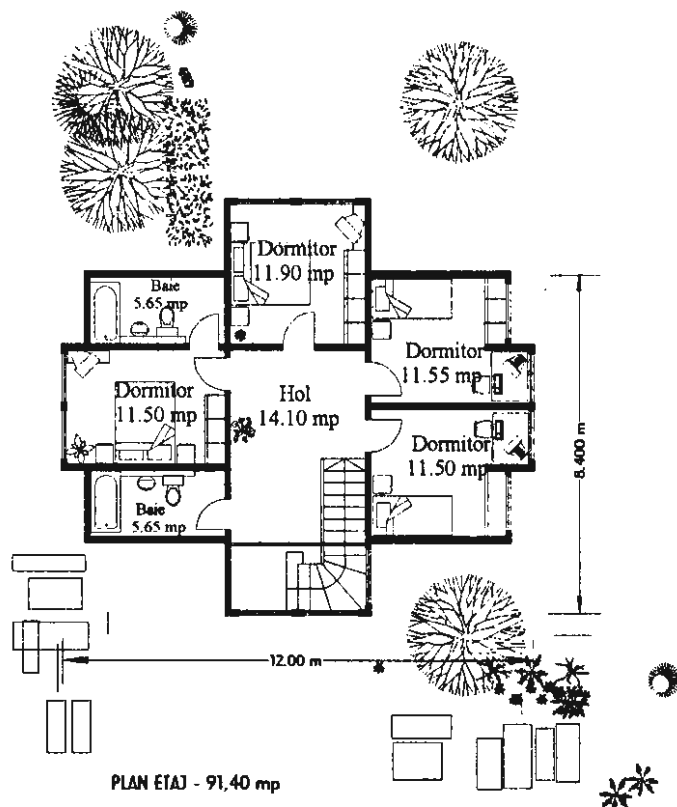 Dormitor
11.90 mp
Baie
5.65 mp
Dormitor
11.55 mp
Dormitor
11.50 mp
Hol
14.10 mp
Dormitor
11.50 mp
Baie
5.65 mp
8.400 m
12.00 m
PLAN ETAJ - 91,40 mp